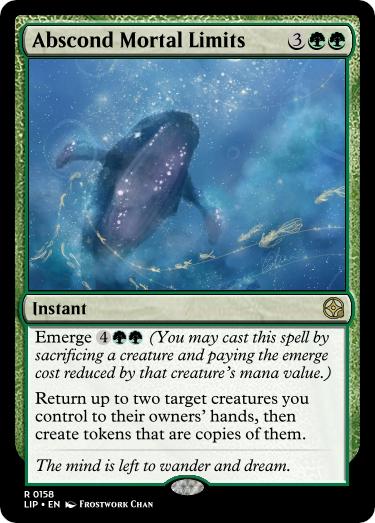 Abscond Mortal Limits 3
Instant
Emerge 4 (You may cast this spell by
sacrificing a creature and paying the emerge
cost reduced by that creature's mana value.)
Return up to two target creatures you
control to their owners' hands, then
create tokens that are copies of them.
The mind is left to wander and dream.
R 0158
LIP • EN Frostwork Chan